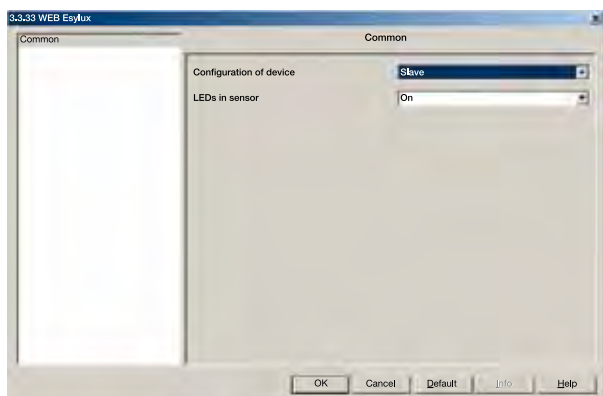 3.3.33 WEB Esylux
Common
Common
Configuration of device
Slave
LEDs in sensor
On
OK
Cancel
Default
Info
Help